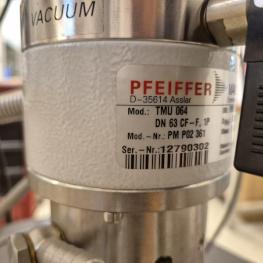 VACUUM
PFEIFFER
D-35614 Asslar
Mod.: TMU 064
DN 63 CF-F, 1P
Mod.-Nr.: PM P02 361
Ser.-Nr.: 12790302